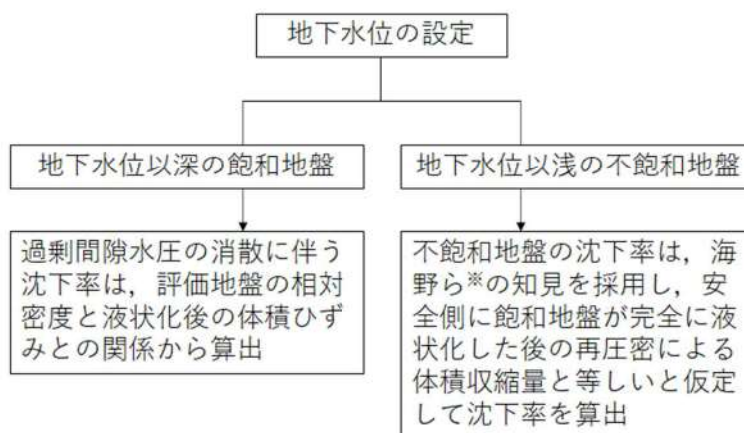 地下水位の設定
地下水位以深の飽和地盤
地下水位以浅の不飽和地盤
過剰間隙水圧の消散に伴う
沈下率は，評価地盤の相対
密度と液状化後の体積ひず
みとの関係から算出
不飽和地盤の沈下率は，海
野ら※の知見を採用し，安
全側に飽和地盤が完全に液
状化した後の再圧密による
体積収縮量と等しいと仮定
して沈下率を算出